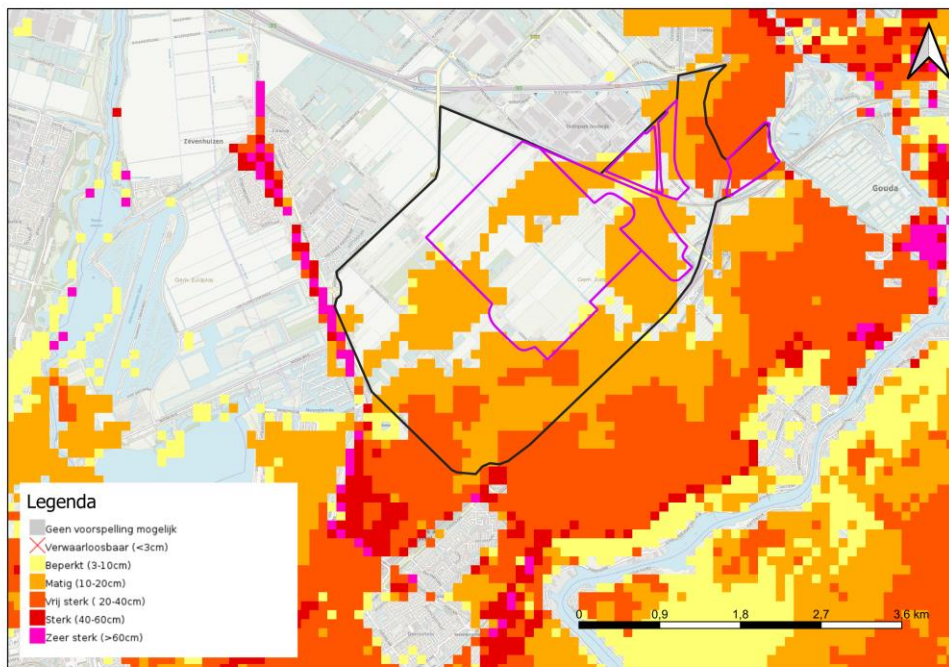 Zevenhuizen
Gouda
Legenda
Geen voorspelling mogelijk
Verwaarloosbaar (<3cm)
Beperkt (3-10cm)
Matig (10-20cm)
Vrij sterk ( 20-40cm)
Sterk (40-60cm)
Zeer sterk (>60cm)
0 0,9 1,8 2,7 3,6 km